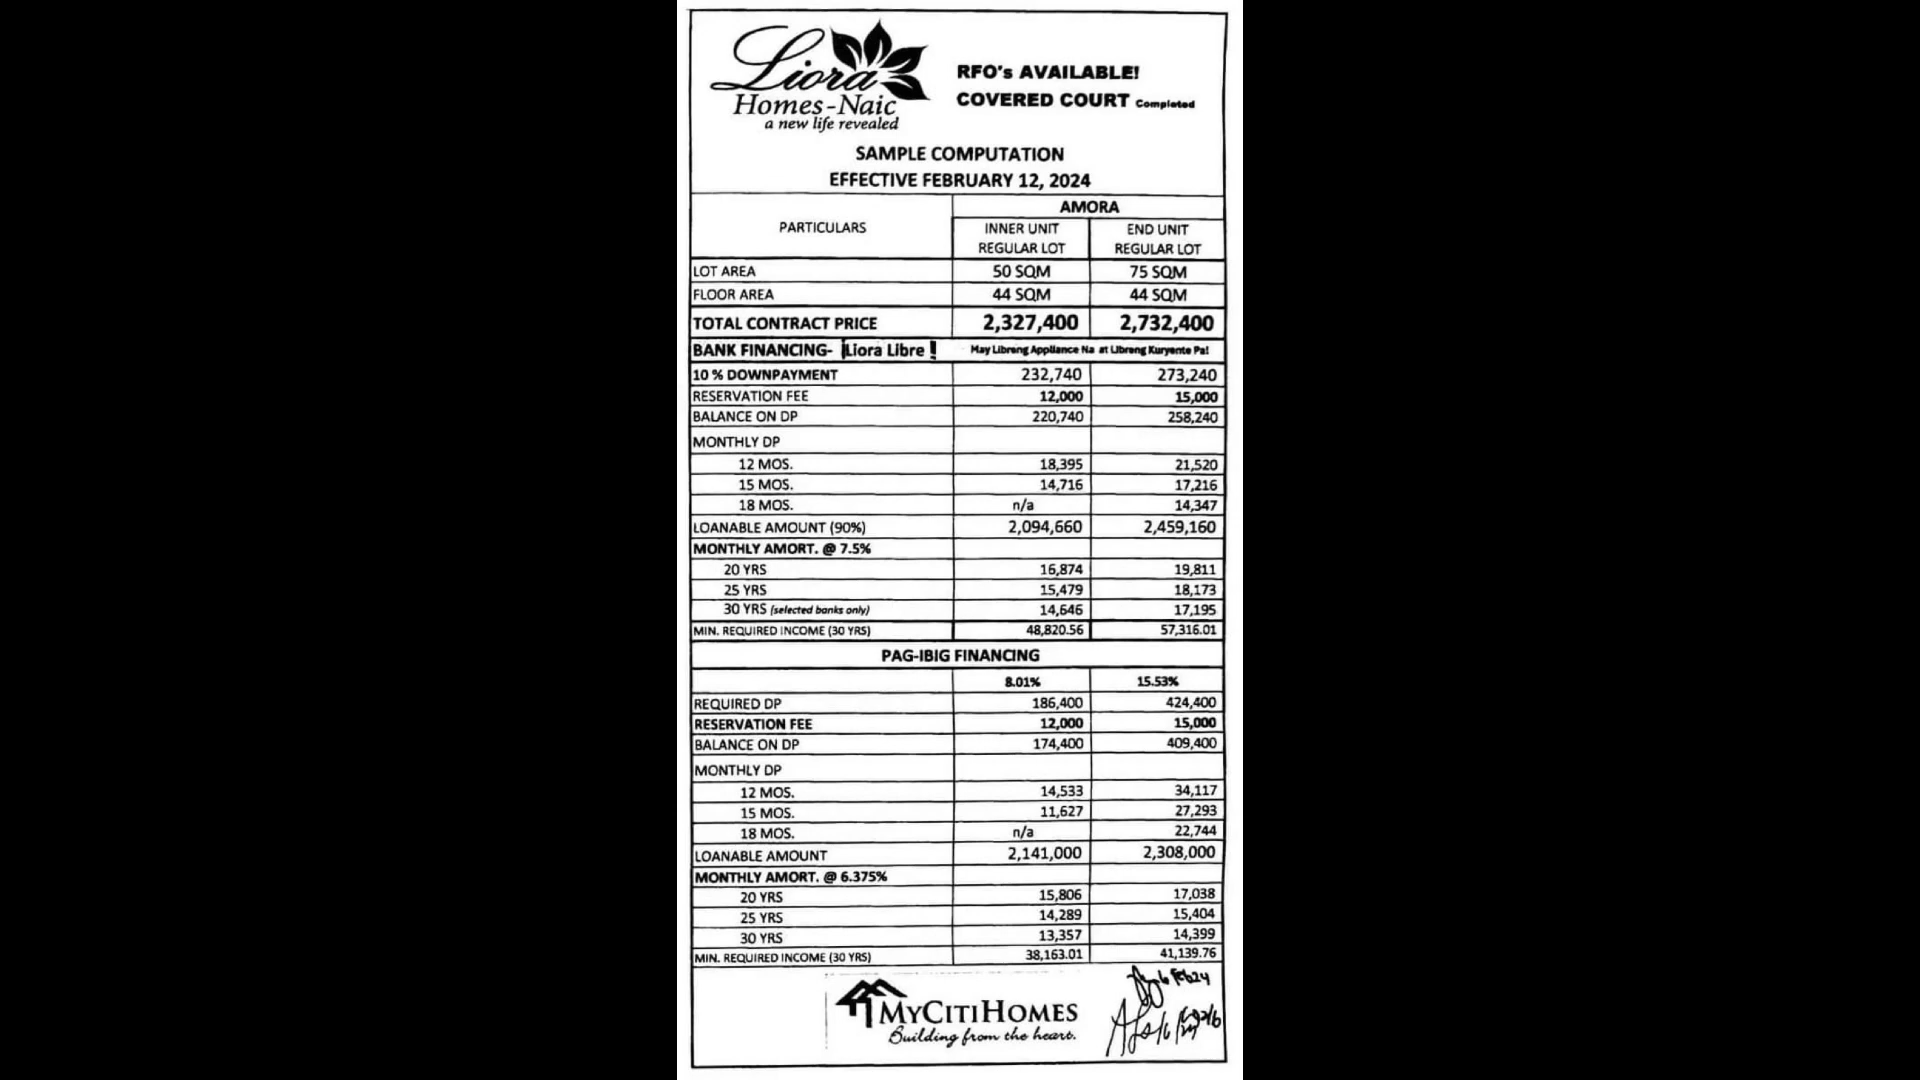 Liora
Homes-Naic
a new life revealed
RFO's AVAILABLE!
COVERED COURT Completed
SAMPLE COMPUTATION
EFFECTIVE FEBRUARY 12, 2024
PARTICULARS AMORA
INNER UNIT REGULAR LOT END UNIT REGULAR LOT
LOT AREA 50 SQM 75 SQM
FLOOR AREA 44 SQM 44 SQM
TOTAL CONTRACT PRICE 2,327,400 2,732,400
BANK FINANCING- Liora Libre ! May Libreng Appliance Na at Libreng Kuryente Pa!
10 % DOWNPAYMENT 232,740 273,240
RESERVATION FEE 12,000 15,000
BALANCE ON DP 220,740 258,240
MONTHLY DP
12 MOS. 18,395 21,520
15 MOS. 14,716 17,216
18 MOS. n/a 14,347
LOANABLE AMOUNT (90%) 2,094,660 2,459,160
MONTHLY AMORT. @ 7.5%
20 YRS 16,874 19,811
25 YRS 15,479 18,173
30 YRS (selected banks only) 14,646 17,195
MIN. REQUIRED INCOME (30 YRS) 48,820.56 57,316.01
PAG-IBIG FINANCING
8.01% 15.53%
REQUIRED DP 186,400 424,400
RESERVATION FEE 12,000 15,000
BALANCE ON DP 174,400 409,400
MONTHLY DP
12 MOS. 14,533 34,117
15 MOS. 11,627 27,293
18 MOS. n/a 22,744
LOANABLE AMOUNT 2,141,000 2,308,000
MONTHLY AMORT. @ 6.375%
20 YRS 15,806 17,038
25 YRS 14,289 15,404
30 YRS 13,357 14,399
MIN. REQUIRED INCOME (30 YRS) 38,163.01 41,139.76
MYCITIHOMES
Building from the heart.